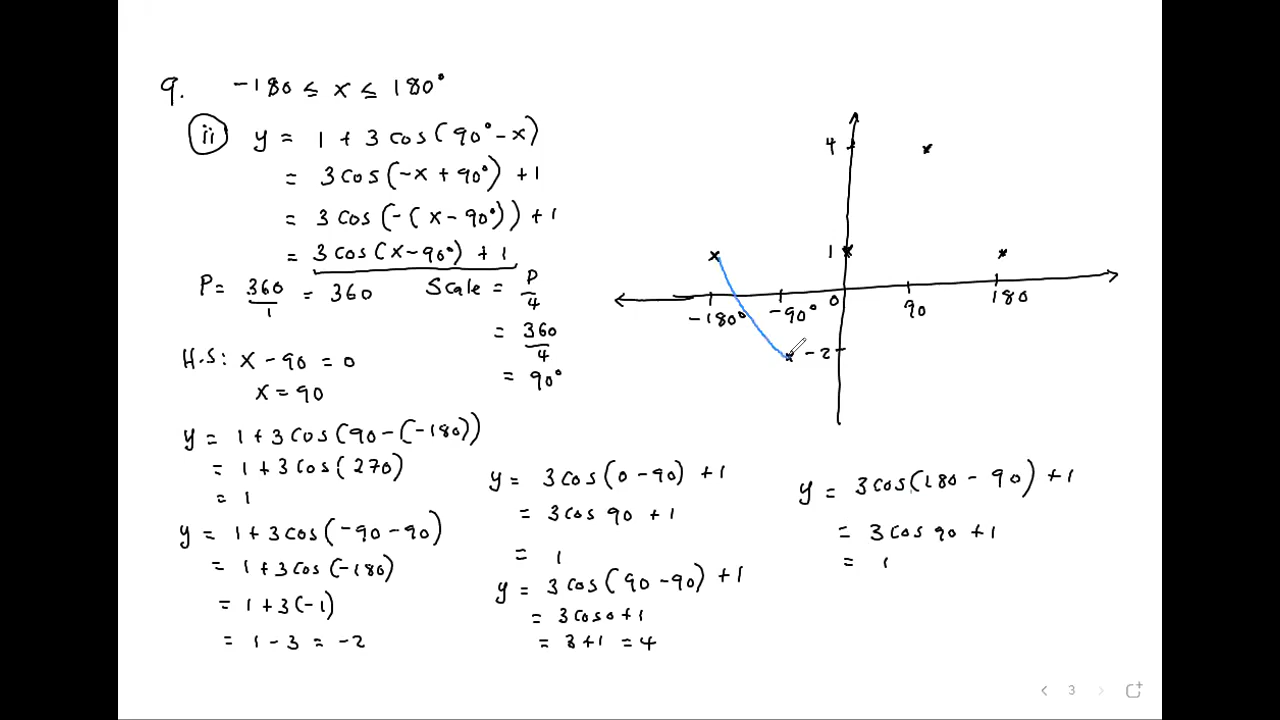 9. -180 ≤ x ≤ 180°
ii y = 1 + 3 cos(90° - x)
= 3 cos(-x + 90°) + 1
= 3 cos(-(x - 90°)) + 1
= 3 cos(x - 90°) + 1
P = 360/1 = 360
Scale = P/4
= 360/4
= 90°
H.S: x - 90 = 0
x = 90
y = 1 + 3 cos(90 - (-180))
= 1 + 3 cos(270)
= 1
y = 1 + 3 cos(-90 - 90)
= 1 + 3 cos(-180)
= 1 + 3(-1)
= 1 - 3 = -2
y = 3 cos(0 - 90) + 1
= 3 cos 90 + 1
= 1
y = 3 cos(90 - 90) + 1
= 3 cos 0 + 1
= 3 + 1 = 4
y = 3 cos(180 - 90) + 1
= 3 cos 90 + 1
= 1
4
1
-180° -90° 0 90 180
-2
3